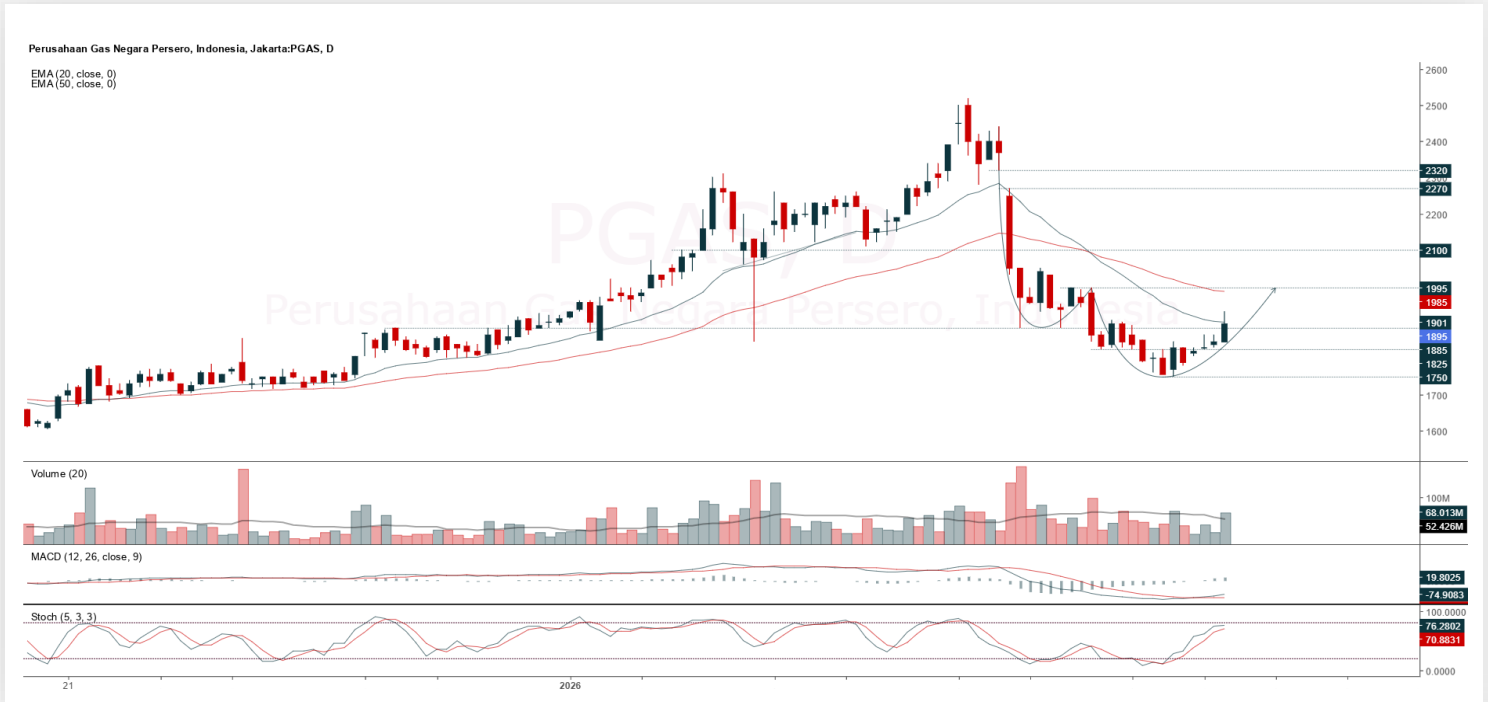 Perusahaan Gas Negara Persero, Indonesia, Jakarta:PGAS, D
EMA (20, close, 0)
EMA (50, close, 0)
PGAS, D
Perusahaan Gas Negara Persero, Indonesia
2600
2500
2400
2320
2300
2270
2200
2100
1995
1985
1901
1895
1885
1825
1750
1700
1600
Volume (20)
100M
68.013M
52.426M
MACD (12, 26, close, 9)
19.8025
-74.9083
Stoch (5, 3, 3)
100.0000
76.2802
70.8831
0.0000
21
2026